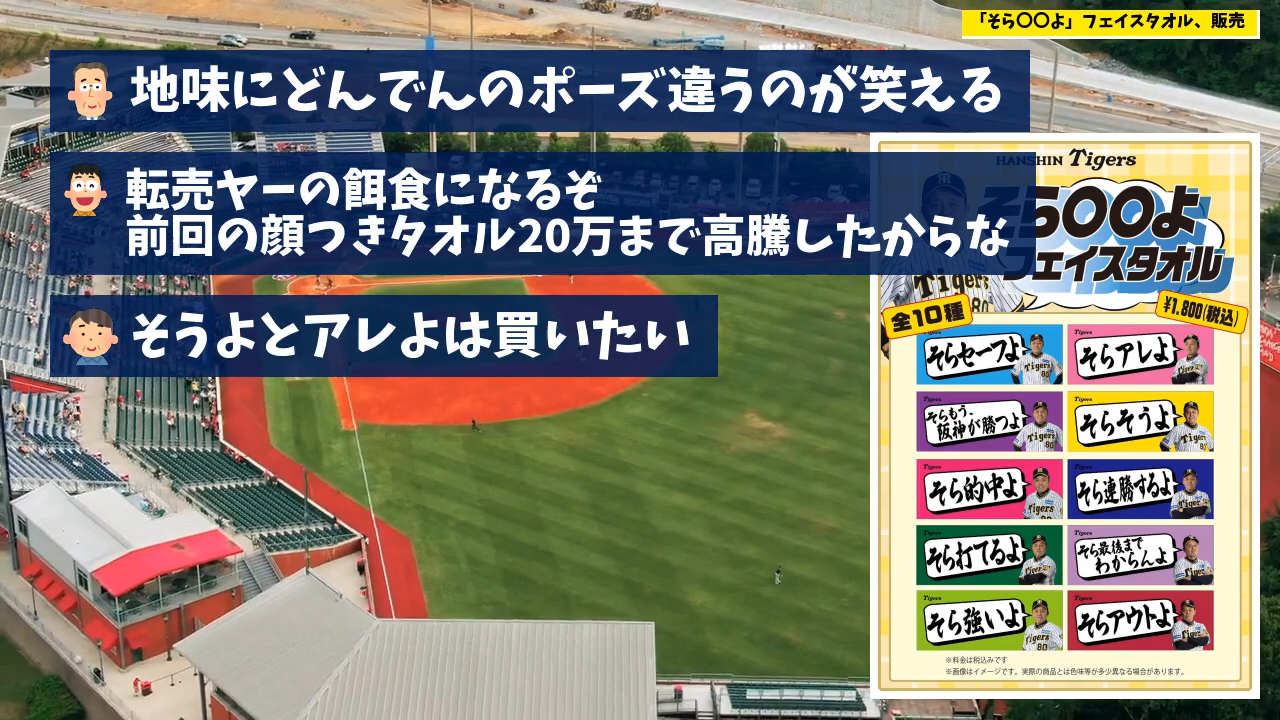 「そら〇〇よ」フェイスタオル、販売
地味にどんでんのポーズ違うのが笑える
転売ヤーの餌食になるぞ
前回の顔つきタオル20万まで高騰したからな
そうよとアレよは買いたい
HANSHIN Tigers
そら〇〇よ
フェイスタオル
全10種
¥1,800(税込)
そらセーフよ
そらアレよ
そらもう、
阪神が勝つよ
そらそうよ
そら的中よ
そら連勝するよ
そら打てるよ
そら最後まで
わからんよ
そら強いよ
そらアウトよ
※料金は税込みです
※画像はイメージです。実際の商品とは色味等が多少異なる場合があります。